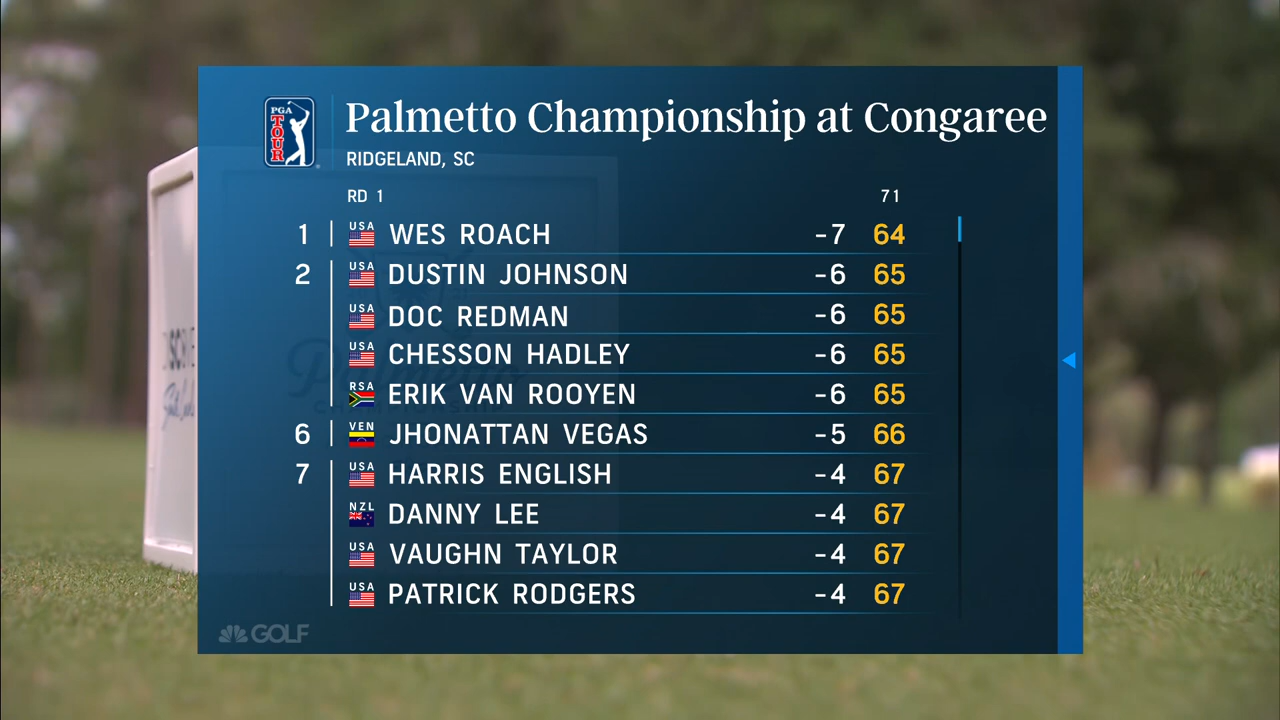 PGA
TOUR
Palmetto Championship at Congaree
RIDGELAND, SC
RD 1 71
1 USA WES ROACH -7 64
2 USA DUSTIN JOHNSON -6 65
USA DOC REDMAN -6 65
USA CHESSON HADLEY -6 65
RSA ERIK VAN ROOYEN -6 65
6 VEN JHONATTAN VEGAS -5 66
7 USA HARRIS ENGLISH -4 67
NZL DANNY LEE -4 67
USA VAUGHN TAYLOR -4 67
USA PATRICK RODGERS -4 67
GOLF